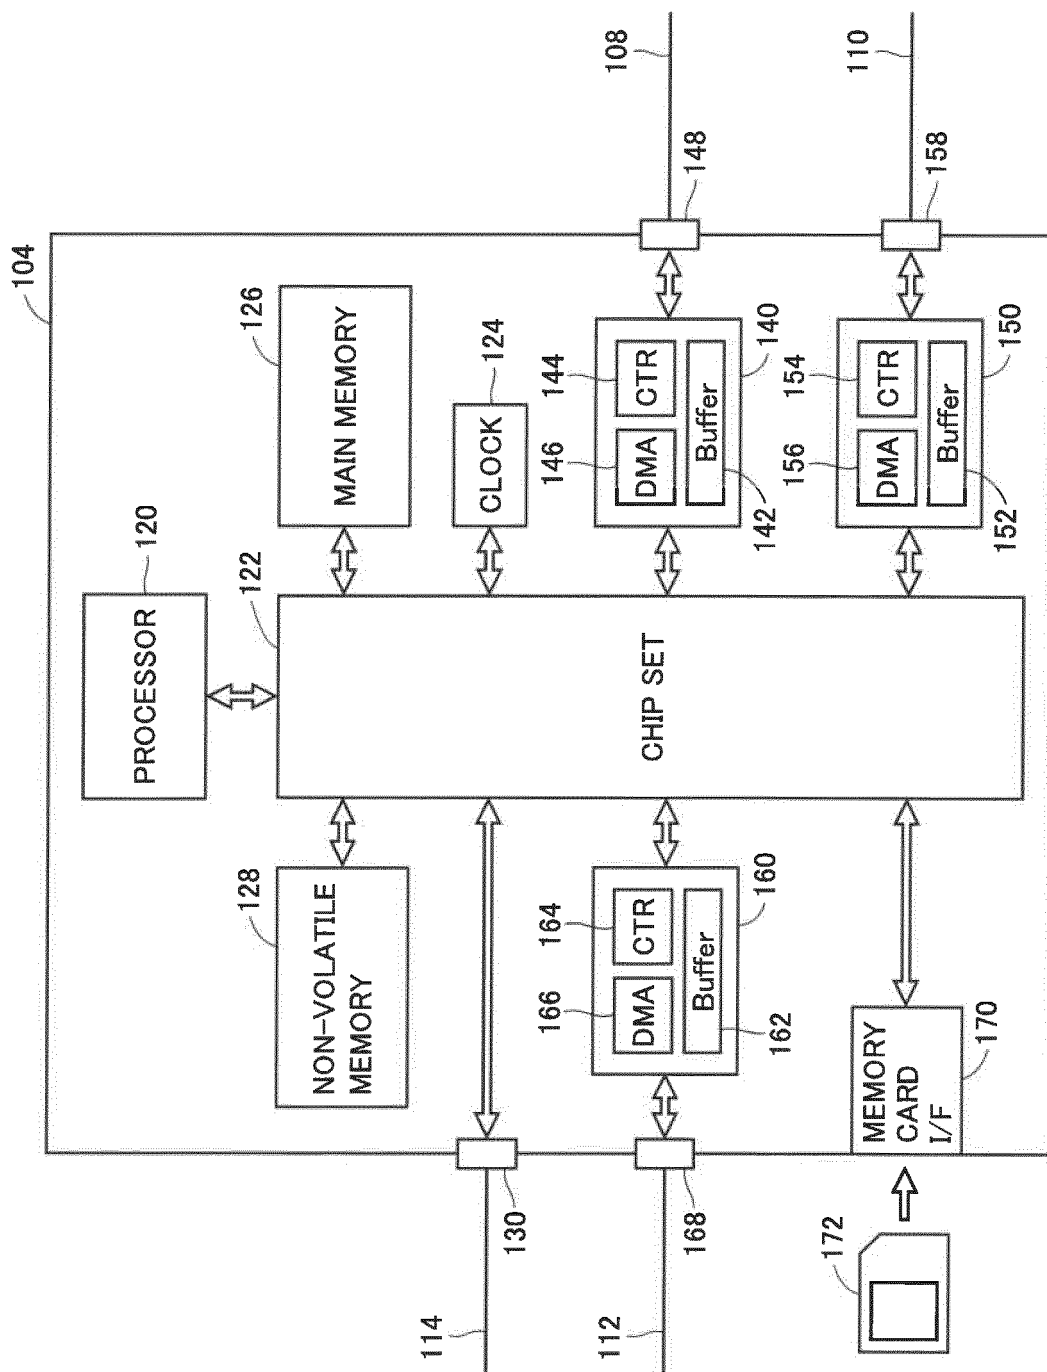 104
120
PROCESSOR
128
NON-VOLATILE
MEMORY
122
CHIP SET
126
MAIN MEMORY
124
CLOCK
114
130
112
168
166
DMA
164
CTR
Buffer
162
160
146
DMA
144
CTR
Buffer
142
140
148
108
172
MEMORY
CARD
I/F
170
156
DMA
154
CTR
Buffer
152
150
158
110